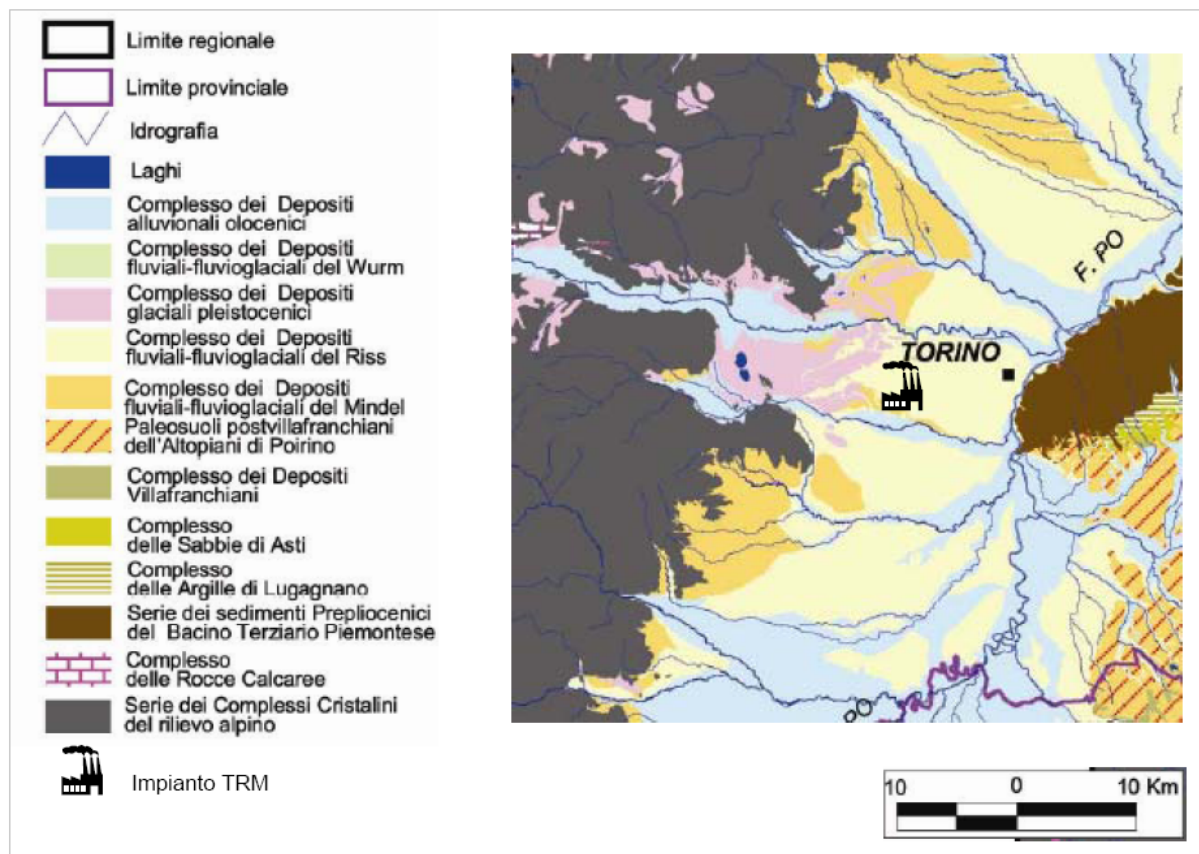 Limite regionale
Limite provinciale
Idrografia
Laghi
Complesso dei Depositi
alluvionali olocenici
Complesso dei Depositi
fluviali-fluvioglaciali del Wurm
Complesso dei Depositi
glaciali pleistocenici
Complesso dei Depositi
fluviali-fluvioglaciali del Riss
Complesso dei Depositi
fluviali-fluvioglaciali del Mindel
Paleosuoli postvillafranchiani
dell'Altopiani di Poirino
Complesso dei Depositi
Villafranchiani
Complesso
delle Sabbie di Asti
Complesso
delle Argille di Lugagnano
Serie dei sedimenti Prepliocenici
del Bacino Terziario Piemontese
Complesso
delle Rocce Calcaree
Serie dei Complessi Cristalini
del rilievo alpino
Impianto TRM
F. PO
TORINO
PO
10 0 10 Km